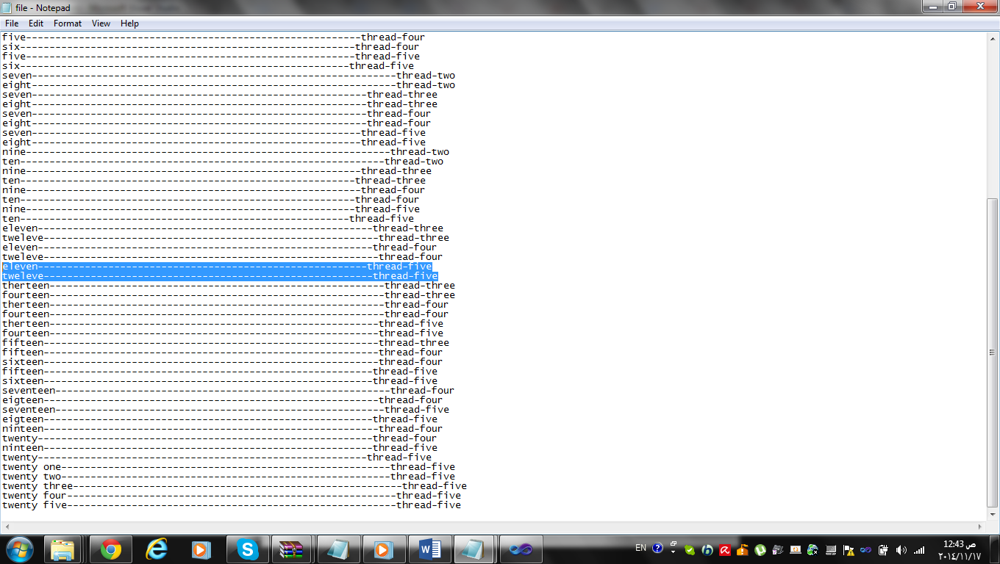 file - Notepad
File Edit Format View Help
five---------------------------------------------------------thread-four
six---------------------------------------------------------thread-four
five--------------------------------------------------------thread-five
six--------------------------------------------------------thread-five
seven--------------------------------------------------------------thread-two
eight--------------------------------------------------------------thread-two
seven---------------------------------------------------------thread-three
eight---------------------------------------------------------thread-three
seven---------------------------------------------------------thread-four
eight---------------------------------------------------------thread-four
seven--------------------------------------------------------thread-five
eight--------------------------------------------------------thread-five
nine--------------------------------------------------------------thread-two
ten--------------------------------------------------------------thread-two
nine---------------------------------------------------------thread-three
ten---------------------------------------------------------thread-three
nine---------------------------------------------------------thread-four
ten---------------------------------------------------------thread-four
nine--------------------------------------------------------thread-five
ten--------------------------------------------------------thread-five
eleven---------------------------------------------------------thread-three
tweleve---------------------------------------------------------thread-three
eleven---------------------------------------------------------thread-four
tweleve---------------------------------------------------------thread-four
eleven--------------------------------------------------------thread-five
tweleve--------------------------------------------------------thread-five
therteen---------------------------------------------------------thread-three
fourteen---------------------------------------------------------thread-three
therteen---------------------------------------------------------thread-four
fourteen---------------------------------------------------------thread-four
therteen--------------------------------------------------------thread-five
fourteen--------------------------------------------------------thread-five
fifteen---------------------------------------------------------thread-three
fifteen---------------------------------------------------------thread-four
sixteen---------------------------------------------------------thread-four
fifteen--------------------------------------------------------thread-five
sixteen--------------------------------------------------------thread-five
seventeen---------------------------------------------------------thread-four
eigteen---------------------------------------------------------thread-four
seventeen--------------------------------------------------------thread-five
eigteen--------------------------------------------------------thread-five
ninteen---------------------------------------------------------thread-four
twenty---------------------------------------------------------thread-four
ninteen--------------------------------------------------------thread-five
twenty--------------------------------------------------------thread-five
twenty one--------------------------------------------------------thread-five
twenty two--------------------------------------------------------thread-five
twenty three--------------------------------------------------------thread-five
twenty four--------------------------------------------------------thread-five
twenty five--------------------------------------------------------thread-five
EN
12:43 ص
٢٠١٤/١١/١٧